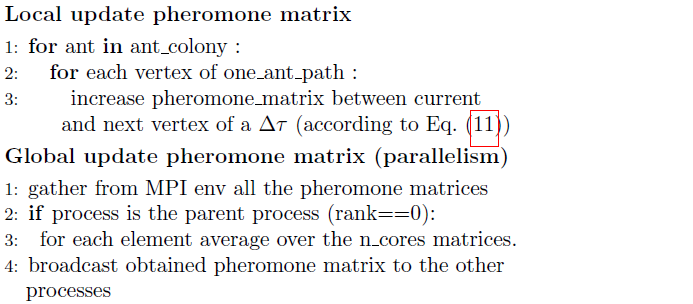 Local update pheromone matrix
1: for ant in ant_colony :
2: for each vertex of one_ant_path :
3: increase pheromone_matrix between current
and next vertex of a Δτ (according to Eq. (11))
Global update pheromone matrix (parallelism)
1: gather from MPI env all the pheromone matrices
2: if process is the parent process (rank==0):
3: for each element average over the n_cores matrices.
4: broadcast obtained pheromone matrix to the other
processes